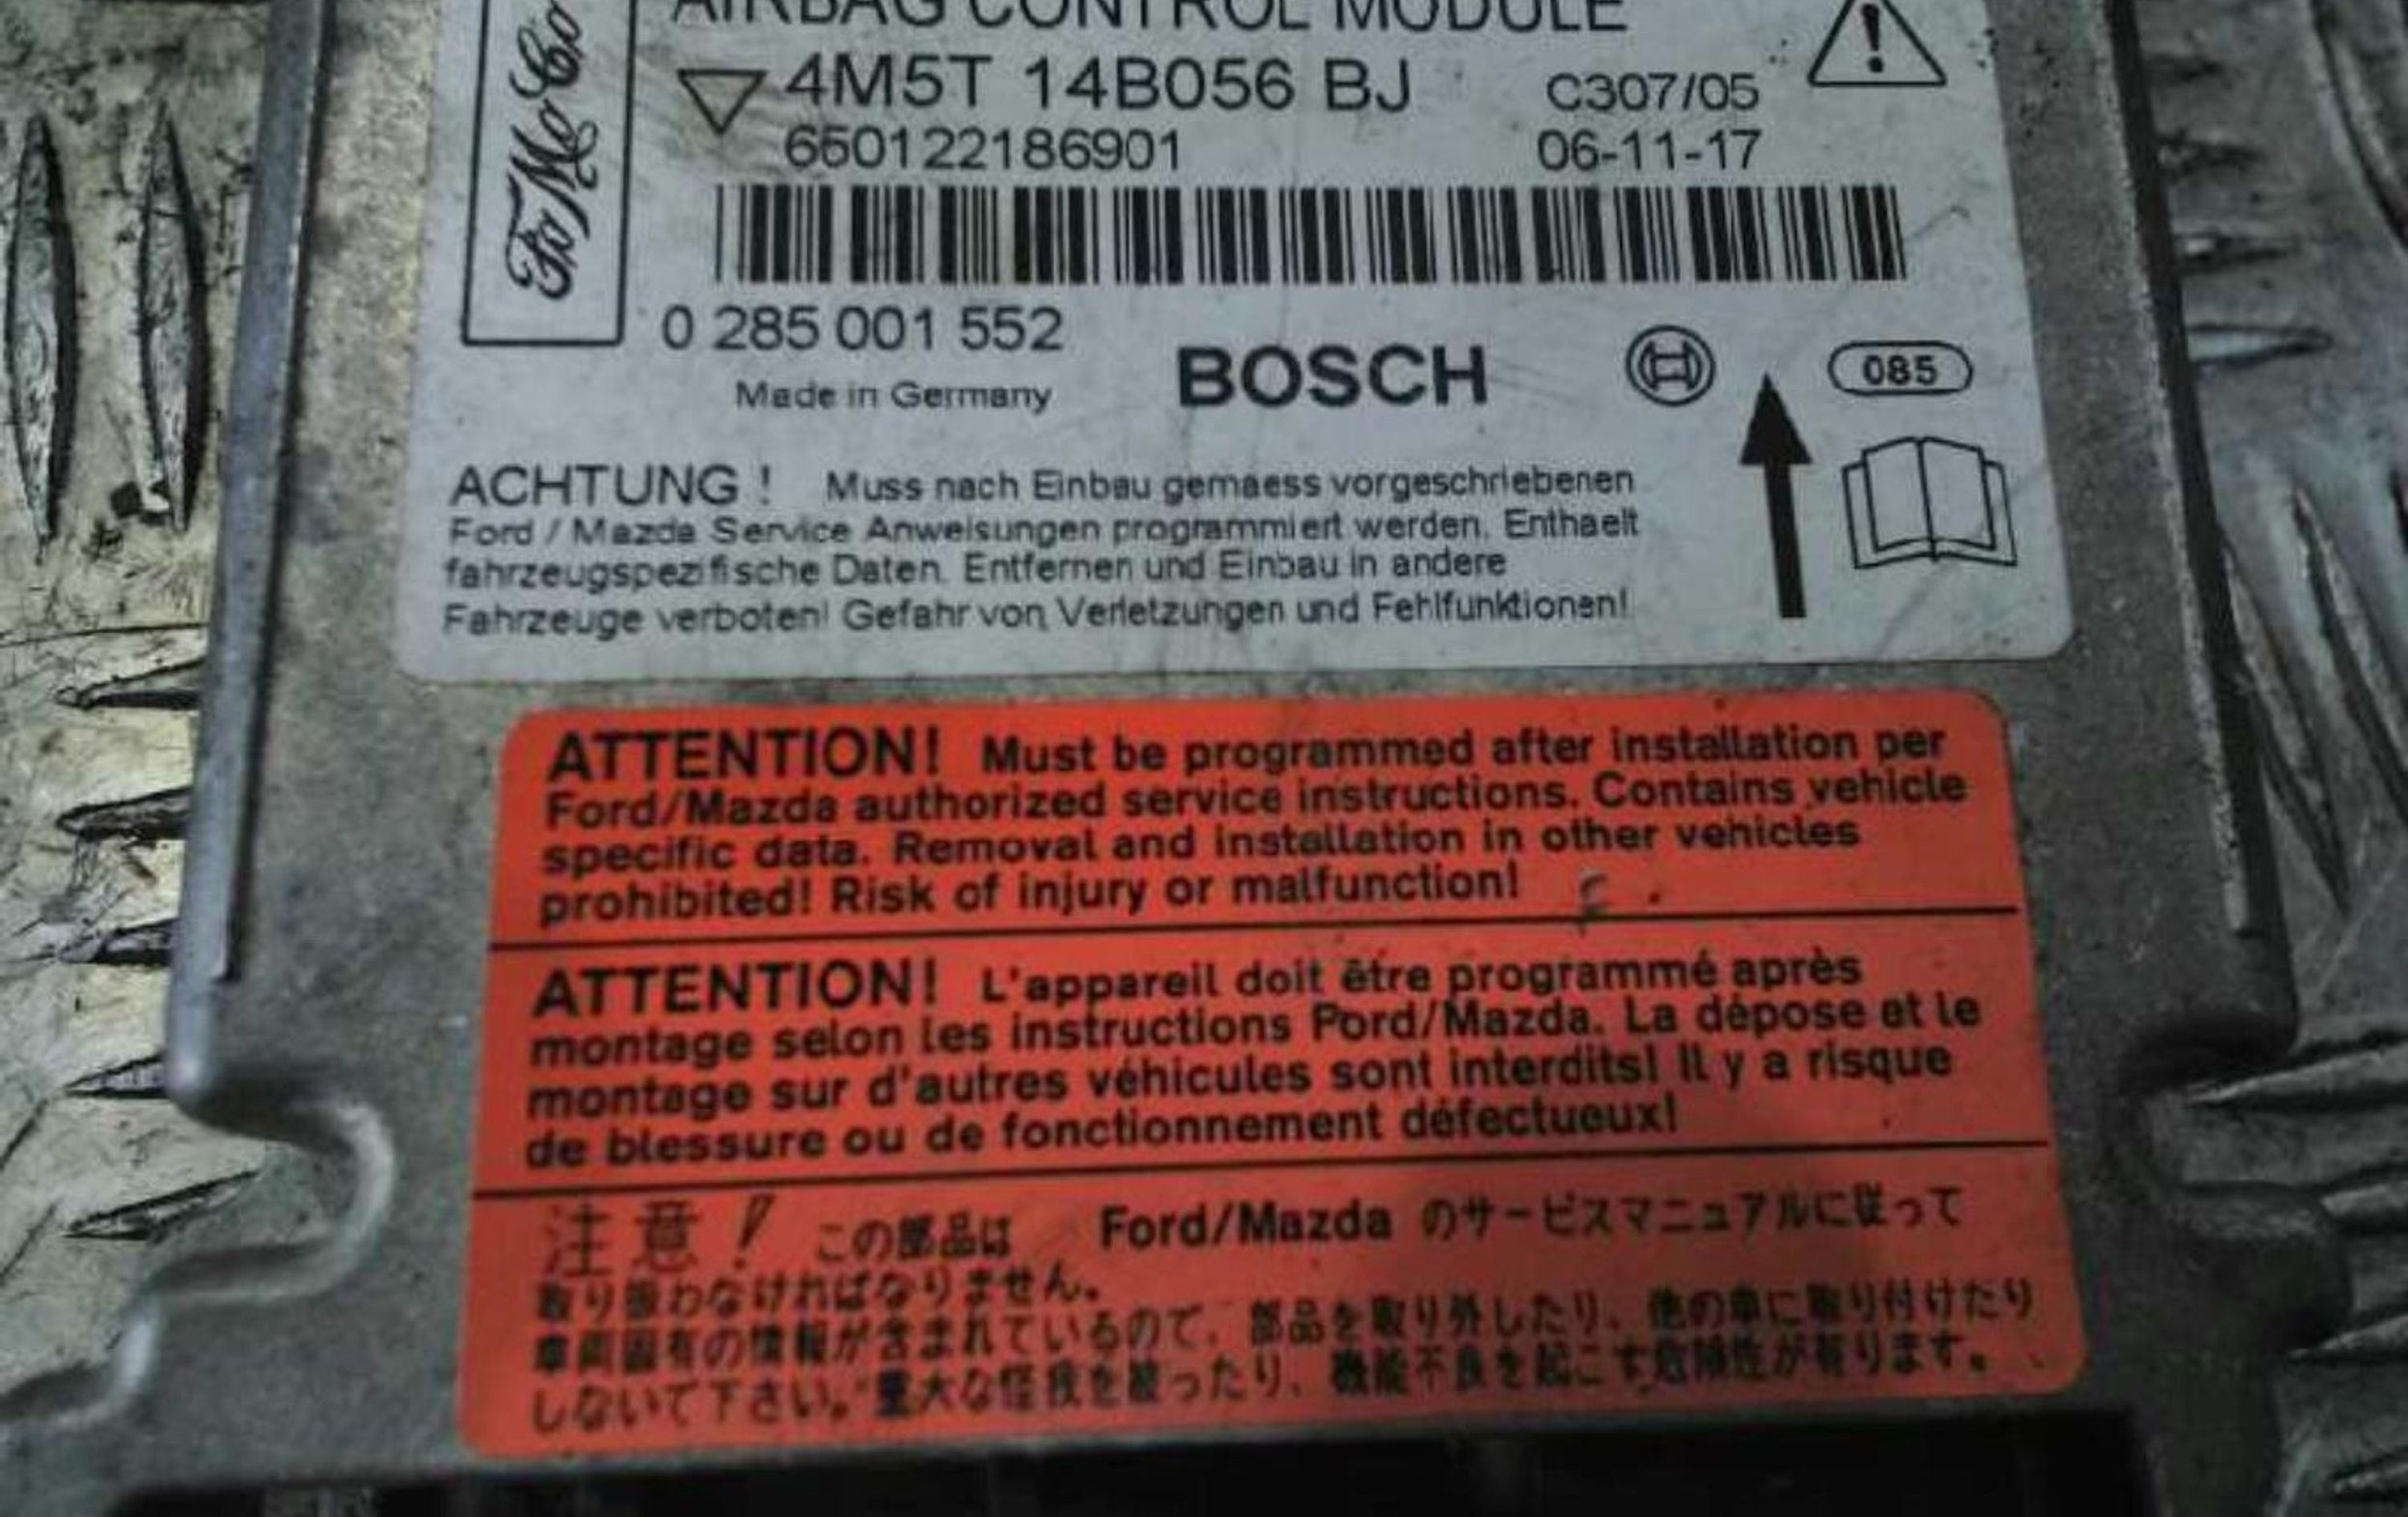 AIRBAG CONTROL MODULE
FoMoCo
4M5T 14B056 BJ C307/05
650122186901 06-11-17
0 285 001 552
Made in Germany BOSCH 085
ACHTUNG ! Muss nach Einbau gemaess vorgeschriebenen
Ford / Mazda Service Anweisungen programmiert werden. Enthaelt
fahrzeugspezifische Daten. Entfernen und Einbau in andere
Fahrzeuge verboten! Gefahr von Verletzungen und Fehlfunktionen!
ATTENTION! Must be programmed after installation per
Ford/Mazda authorized service instructions. Contains vehicle
specific data. Removal and installation in other vehicles
prohibited! Risk of injury or malfunction!
ATTENTION! L'appareil doit être programmé après
montage selon les instructions Ford/Mazda. La dépose et le
montage sur d'autres véhicules sont interdits! Il y a risque
de blessure ou de fonctionnement défectueux!
注意! この部品は Ford/Mazda のサービスマニュアルに従って
取り扱わなければなりません。
車両固有の情報が含まれているので、部品を取り外したり、他の車に取り付けたり
しないで下さい。重大な怪我を被ったり、機能不良を起こす危険性が有ります。